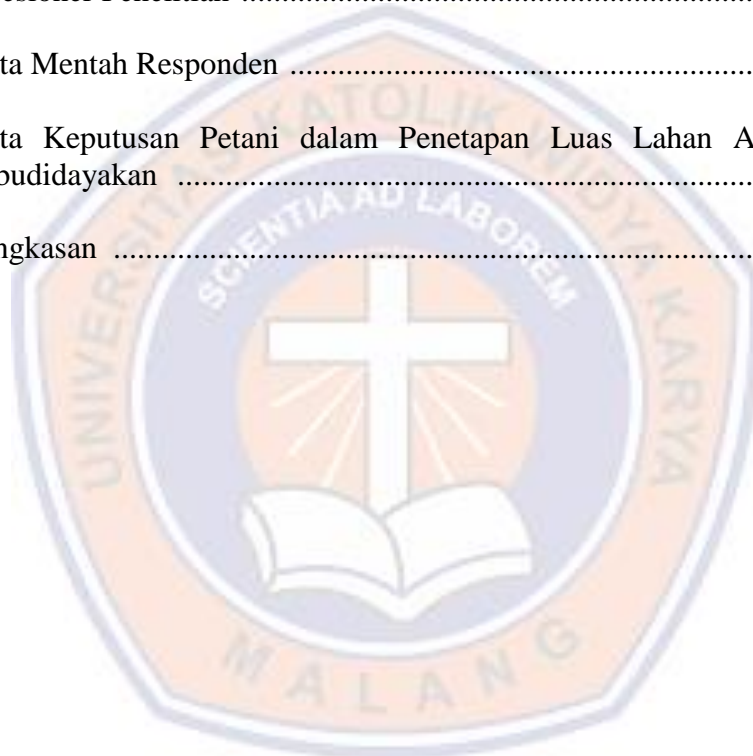 esioner Penelitian ....................................................................
ta Mentah Responden ..............................................................
ta Keputusan Petani dalam Penetapan Luas Lahan A
budidayakan ............................................................................
ngkasan ...................................................................................
UNIVERSITAS KATOLIK WIDYA KARYA
SCIENTIA AD LABOREM
MALANG